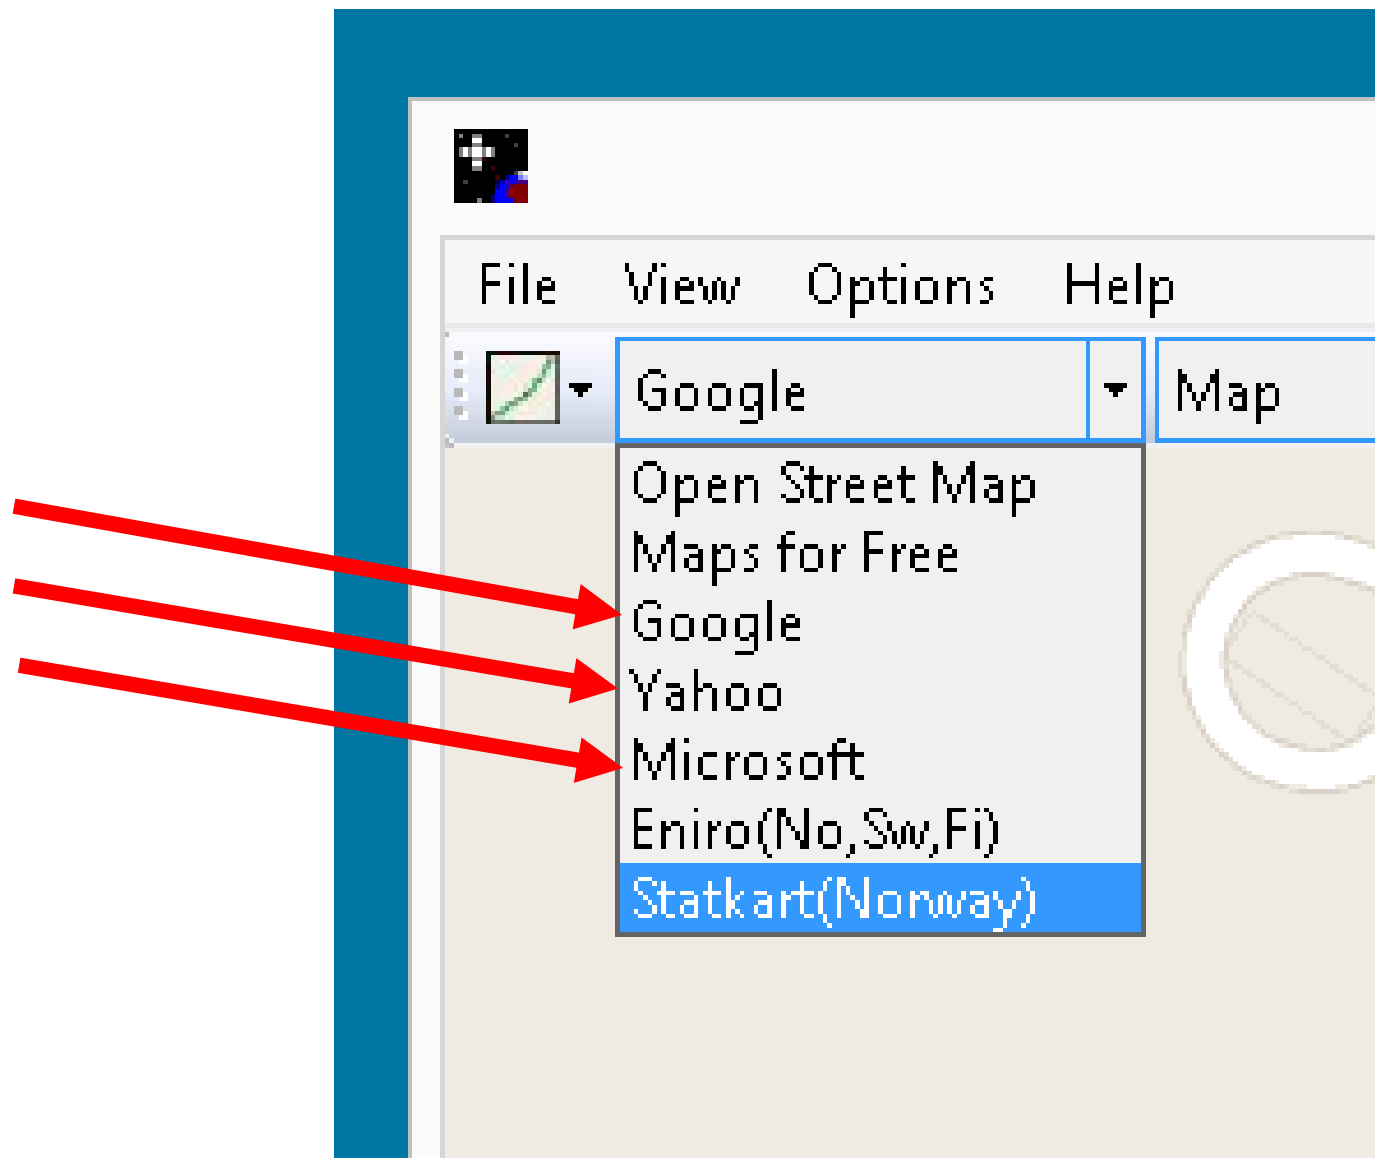 File View Options Help
Google Map
Open Street Map
Maps for Free
Google
Yahoo
Microsoft
Eniro(No,Sw,Fi)
Statkart(Norway)